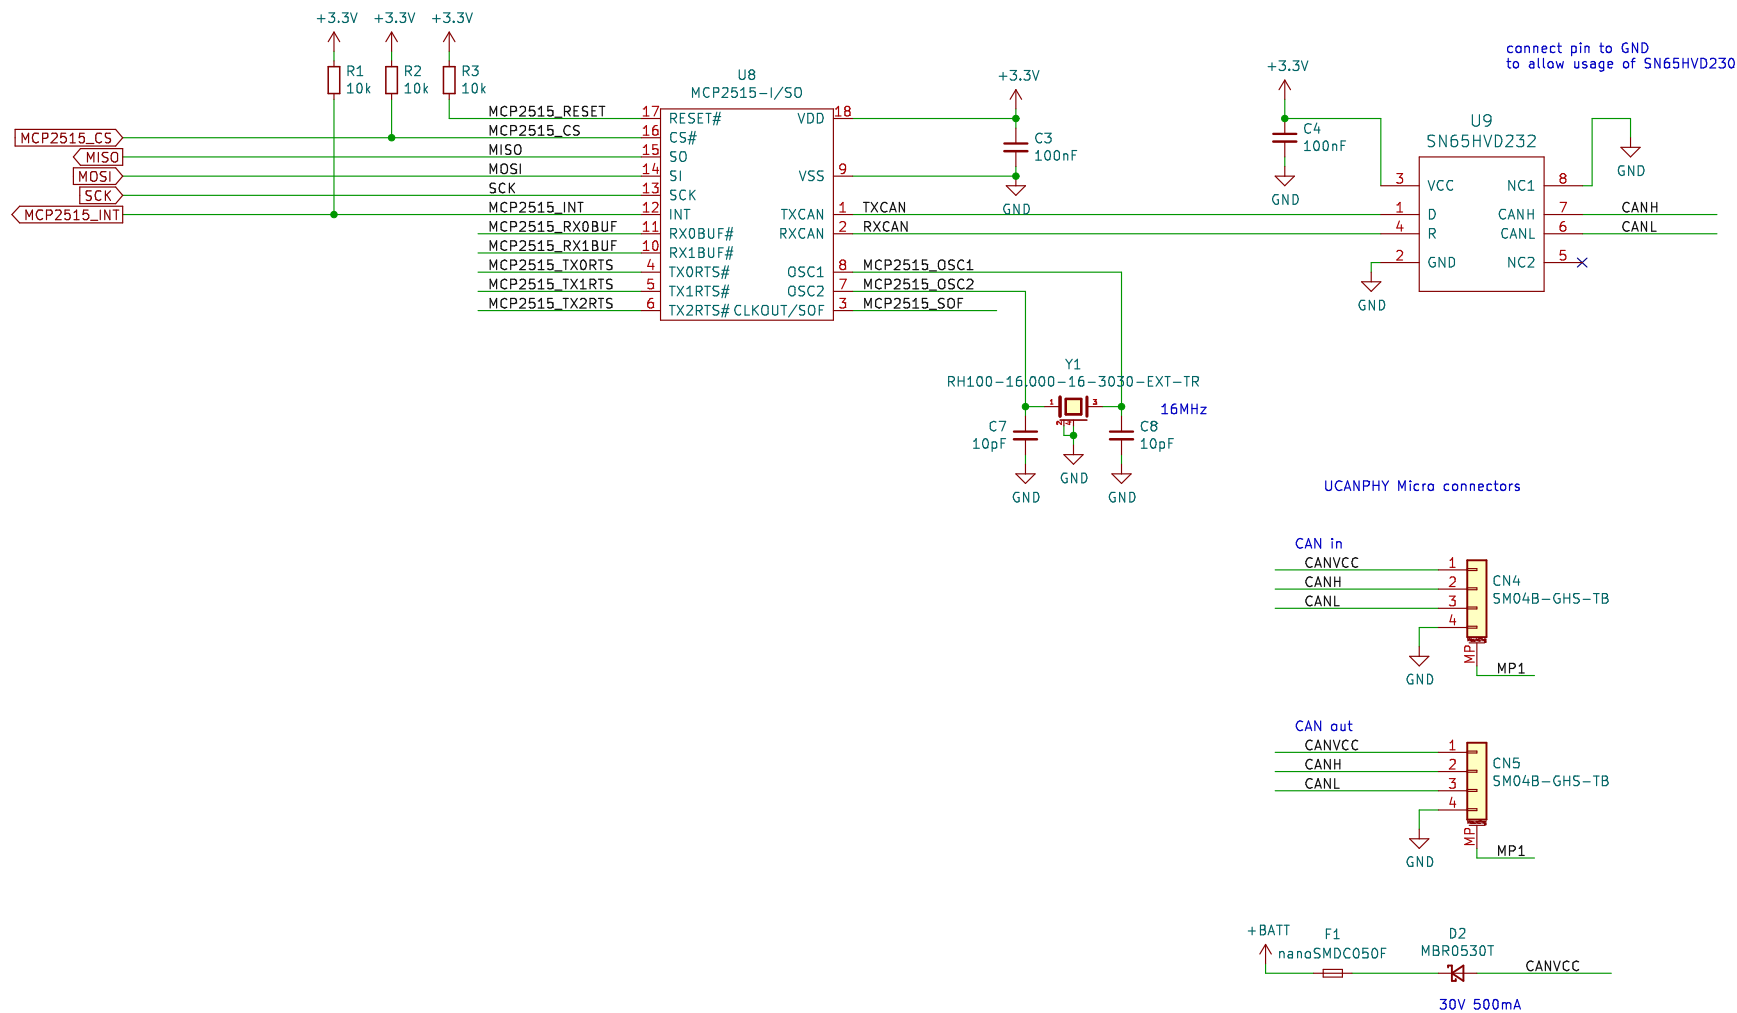 +3.3V
+3.3V
+3.3V
R1
10k
R2
10k
R3
10k
MCP2515_CS
MISO
MOSI
SCK
MCP2515_INT
MCP2515_RESET
MCP2515_CS
MISO
MOSI
SCK
MCP2515_INT
MCP2515_RX0BUF
MCP2515_RX1BUF
MCP2515_TX0RTS
MCP2515_TX1RTS
MCP2515_TX2RTS
U8
MCP2515-I/SO
17 RESET#
16 CS#
15 SO
14 SI
13 SCK
12 INT
11 RX0BUF#
10 RX1BUF#
4 TX0RTS#
5 TX1RTS#
6 TX2RTS#
VDD 18
VSS 9
TXCAN 1
RXCAN 2
OSC1 8
OSC2 7
CLKOUT/SOF 3
TXCAN
RXCAN
MCP2515_OSC1
MCP2515_OSC2
MCP2515_SOF
+3.3V
C3
100nF
GND
Y1
RH100-16.000-16-3030-EXT-TR
16MHz
1
3
2
4
C7
10pF
C8
10pF
GND
GND
GND
+3.3V
C4
100nF
GND
connect pin to GND
to allow usage of SN65HVD230
U9
SN65HVD232
3 VCC
1 D
4 R
2 GND
NC1 8
CANH 7
CANL 6
NC2 5
GND
GND
CANH
CANL
UCANPHY Micro connectors
CAN in
CANVCC 1
CANH 2
CANL 3
4
CN4
SM04B-GHS-TB
MP
MP1
GND
CAN out
CANVCC 1
CANH 2
CANL 3
4
CN5
SM04B-GHS-TB
MP
MP1
GND
+BATT
F1
nanoSMDC050F
D2
MBR0530T
CANVCC
30V 500mA